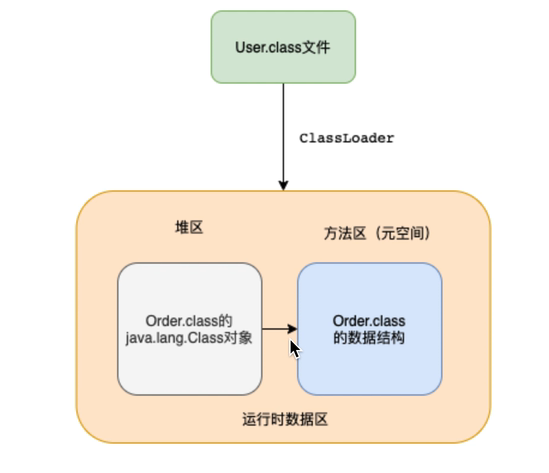 User.class文件
ClassLoader
堆区
方法区（元空间）
Order.class的
java.lang.Class对象
Order.class
的数据结构
运行时数据区